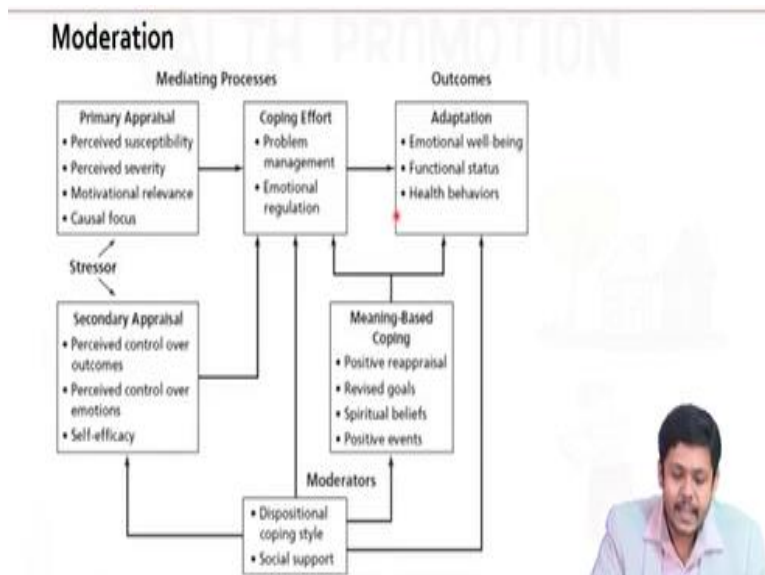 HEALTH PROMOTION
Moderation
Mediating Processes
Outcomes
Primary Appraisal
• Perceived susceptibility
• Perceived severity
• Motivational relevance
• Causal focus
Coping Effort
• Problem
management
• Emotional
regulation
Adaptation
• Emotional well-being
• Functional status
• Health behaviors
Stressor
Secondary Appraisal
• Perceived control over
outcomes
• Perceived control over
emotions
• Self-efficacy
Meaning-Based
Coping
• Positive reappraisal
• Revised goals
• Spiritual beliefs
• Positive events
Moderators
• Dispositional
coping style
• Social support